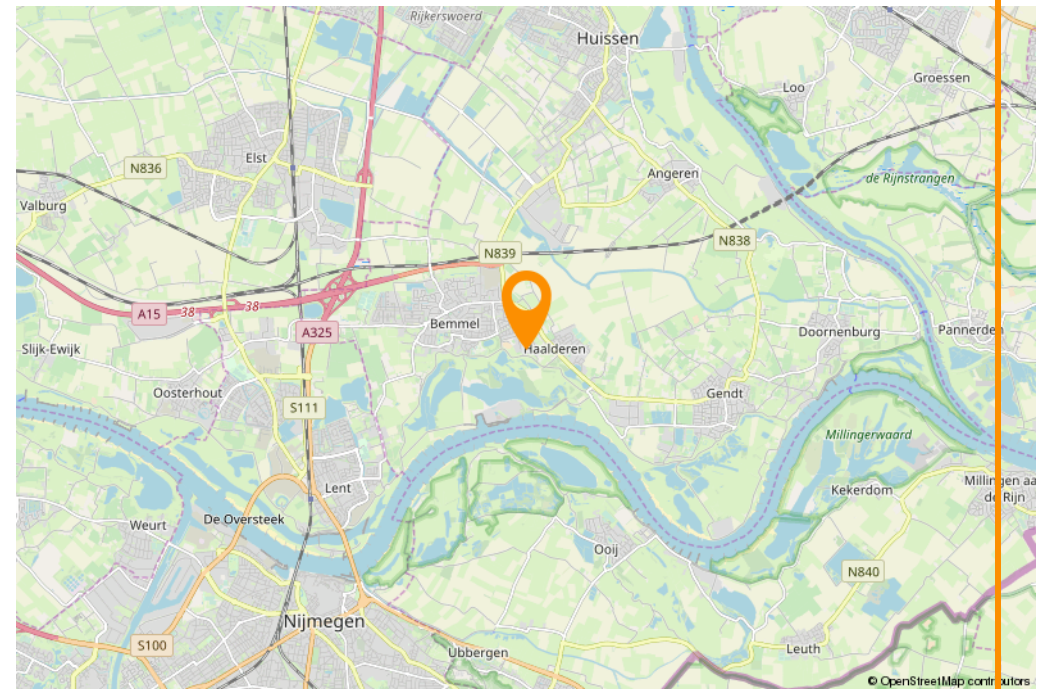 Rijkerswoerd
Huissen
Groessen
Loo
Elst
N836
Angeren
de Rijnstrangen
Valburg
N839
N838
A15
38
38
A325
Bemmel
Haalderen
Doornenburg
Pannerden
Slijk-Ewijk
Oosterhout
S111
Gendt
Millingerwaard
Lent
Kekerdom
Millingen aa
de Rijn
De Oversteek
Weurt
Ooij
N840
Nijmegen
S100
Ubbergen
Leuth
© OpenStreetMap contributors